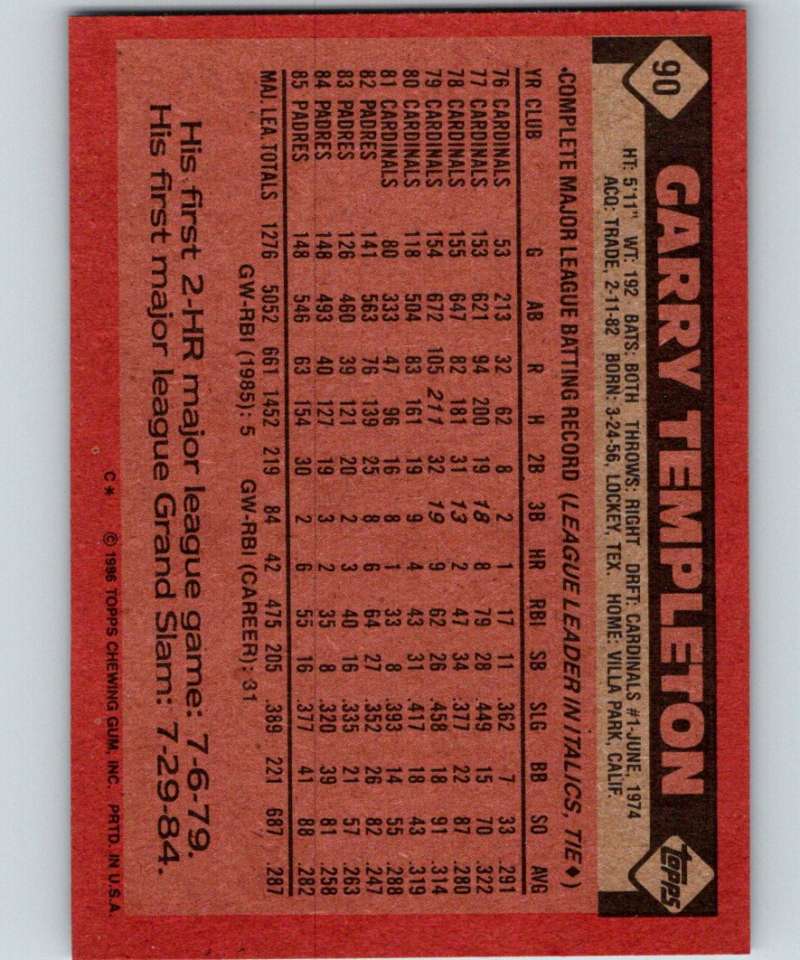 90
GARRY TEMPLETON
topps
HT: 5'11" WT: 192 BATS: BOTH THROWS: RIGHT DRFT: CARDINALS #1-JUNE, 1974
ACQ: TRADE, 2-11-82 BORN: 3-24-56, LOCKEY, TEX. HOME: VILLA PARK, CALIF.
•COMPLETE MAJOR LEAGUE BATTING RECORD (LEAGUE LEADER IN ITALICS, TIE♦)
YR CLUB G AB R H 2B 3B HR RBI SB SLG BB SO AVG
76 CARDINALS 53 213 32 62 8 2 1 17 11 .362 7 33 .291
77 CARDINALS 153 621 94 200 19 18 8 79 28 .449 15 70 .322
78 CARDINALS 155 647 82 181 31 13 2 47 34 .377 22 87 .280
79 CARDINALS 154 672 105 211 32 19 9 62 26 .458 18 91 .314
80 CARDINALS 118 504 83 161 19 9 4 43 31 .417 18 43 .319
81 CARDINALS 80 333 47 96 16 8 1 33 8 .393 14 55 .288
82 PADRES 141 563 76 139 25 8 6 64 27 .352 26 82 .247
83 PADRES 126 460 39 121 20 2 3 40 16 .335 21 57 .263
84 PADRES 148 493 40 127 19 3 2 35 8 .320 39 81 .258
85 PADRES 148 546 63 154 30 2 6 55 16 .377 41 88 .282
MAJ. LEA. TOTALS 1276 5052 661 1452 219 84 42 475 205 .389 221 687 .287
GW-RBI (1985): 5 GW-RBI (CAREER): 31
His first 2-HR major league game: 7-6-79.
His first major league Grand Slam: 7-29-84.
C* © 1986 TOPPS CHEWING GUM, INC. PRTD. IN U.S.A.